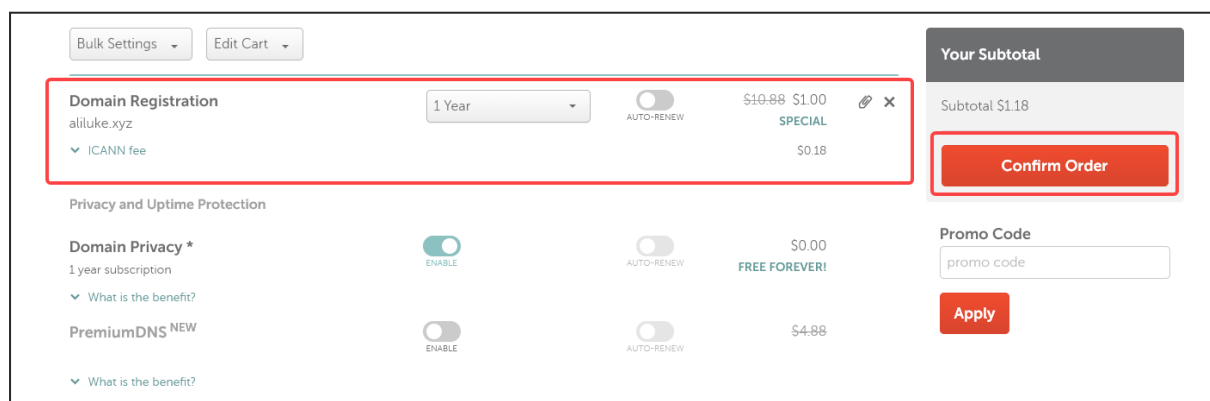 Bulk Settings
Edit Cart
Your Subtotal
Domain Registration
1 Year
AUTO-RENEW
$10.88 $1.00
aliluke.xyz
SPECIAL
Subtotal $1.18
ICANN fee
$0.18
Confirm Order
Privacy and Uptime Protection
Domain Privacy *
ENABLE
AUTO-RENEW
$0.00
1 year subscription
FREE FOREVER!
What is the benefit?
PremiumDNS NEW
ENABLE
AUTO-RENEW
$4.88
What is the benefit?
Promo Code
promo code
Apply